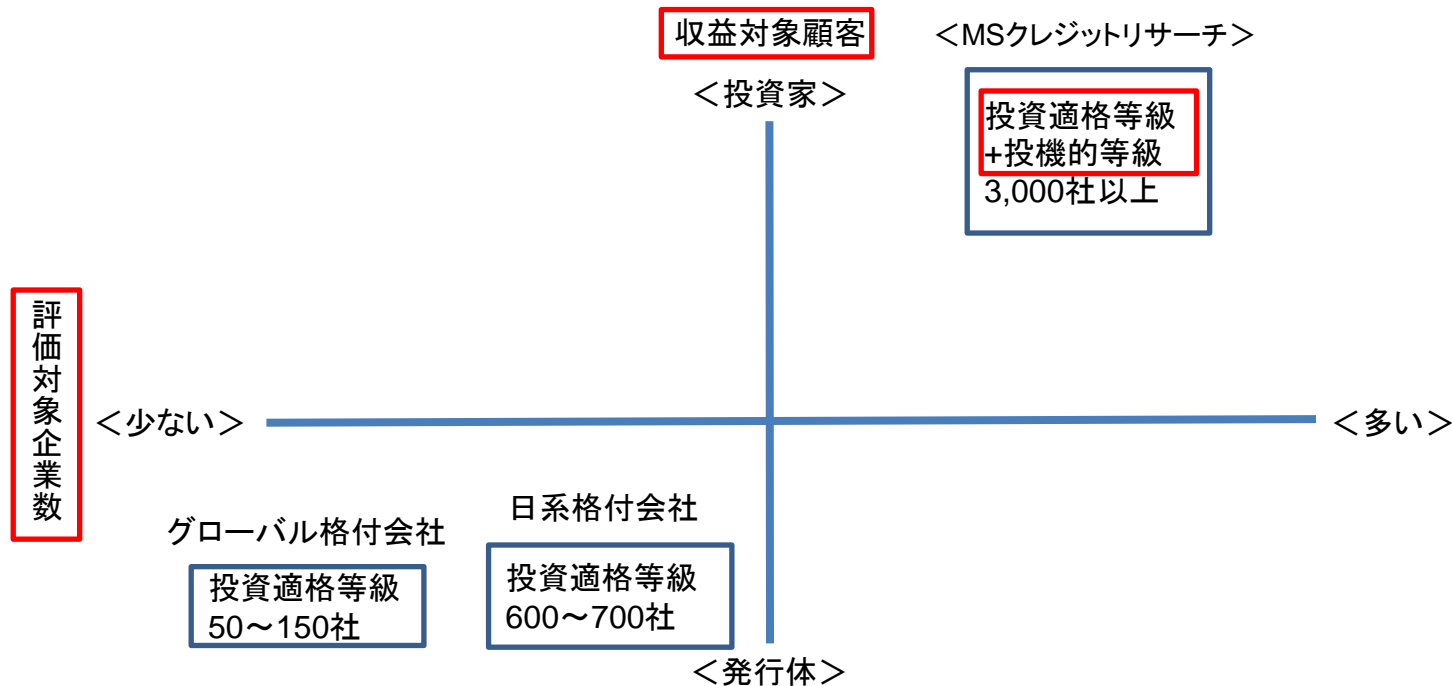 収益対象顧客
＜MSクレジットリサーチ＞
＜投資家＞
投資適格等級
+投機的等級
3,000社以上
評価対象企業数
＜少ない＞
＜多い＞
グローバル格付会社
投資適格等級
50～150社
日系格付会社
投資適格等級
600～700社
＜発行体＞